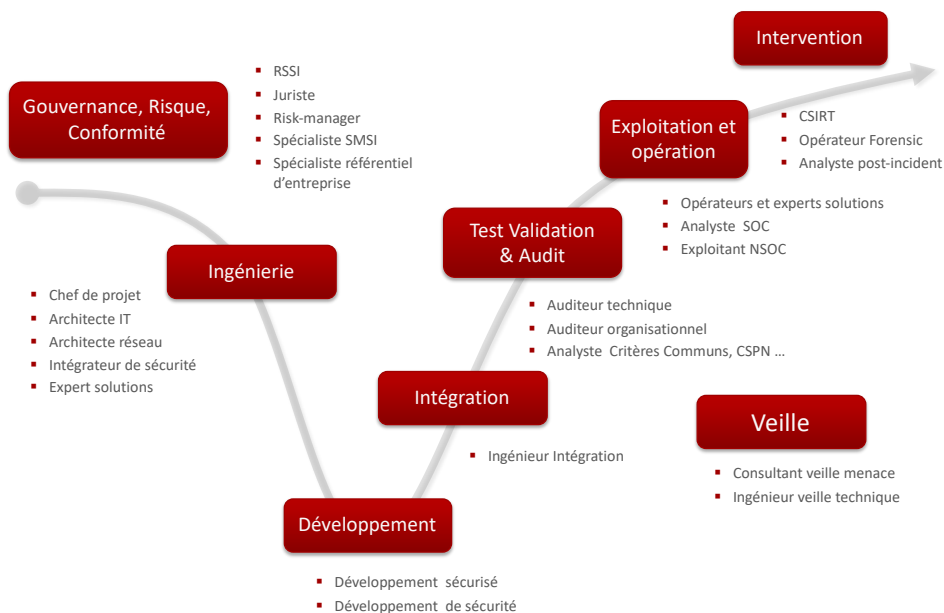 Gouvernance, Risque,
Conformité
▪ RSSI
▪ Juriste
▪ Risk-manager
▪ Spécialiste SMSI
▪ Spécialiste référentiel
d'entreprise
Ingénierie
▪ Chef de projet
▪ Architecte IT
▪ Architecte réseau
▪ Intégrateur de sécurité
▪ Expert solutions
Développement
▪ Développement sécurisé
▪ Développement de sécurité
Intégration
▪ Ingénieur Intégration
Test Validation
& Audit
▪ Auditeur technique
▪ Auditeur organisationnel
▪ Analyste Critères Communs, CSPN ...
Exploitation et
opération
▪ Opérateurs et experts solutions
▪ Analyste SOC
▪ Exploitant NSOC
Intervention
▪ CSIRT
▪ Opérateur Forensic
▪ Analyste post-incident
Veille
▪ Consultant veille menace
▪ Ingénieur veille technique